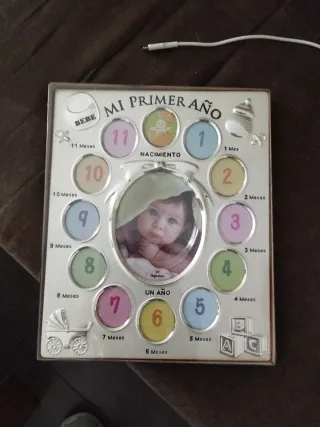 MI PRIMER AÑO
BEBE
11
1
11 Meses
NACIMIENTO
1 Mes
10
2
10 Meses
2 Meses
9
3
9 Meses
3 Meses
8
4
8 Meses
4 Meses
UN AÑO
7
6
5
7 Meses
6 Meses
5 Meses
B
A
C